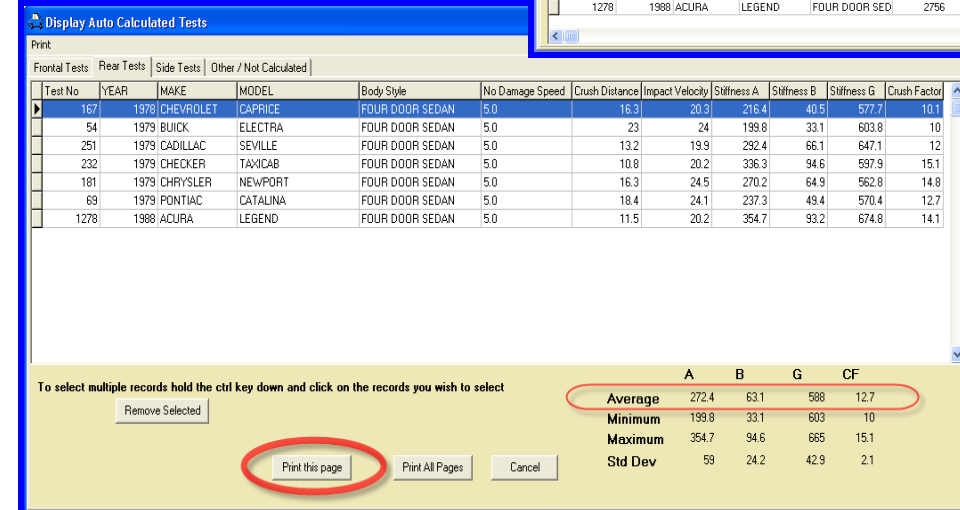 1278 1988 ACURA LEGEND FOUR DOOR SED 2756
Display Auto Calculated Tests
Print
Frontal Tests Rear Tests Side Tests Other / Not Calculated
Test No YEAR MAKE MODEL Body Style No Damage Speed Crush Distance Impact Velocity Stiffness A Stiffness B Stiffness G Crush Factor
167 1978 CHEVROLET CAPRICE FOUR DOOR SEDAN 5.0 16.3 20.3 216.4 40.5 577.7 10.1
54 1979 BUICK ELECTRA FOUR DOOR SEDAN 5.0 23 24 199.8 33.1 603.8 10
251 1979 CADILLAC SEVILLE FOUR DOOR SEDAN 5.0 13.2 19.9 292.4 66.1 647.1 12
232 1979 CHECKER TAXICAB FOUR DOOR SEDAN 5.0 10.8 20.2 336.3 94.6 597.9 15.1
181 1979 CHRYSLER NEWPORT FOUR DOOR SEDAN 5.0 16.3 24.5 270.2 64.9 562.8 14.8
69 1979 PONTIAC CATALINA FOUR DOOR SEDAN 5.0 18.4 24.1 237.3 49.4 570.4 12.7
1278 1988 ACURA LEGEND FOUR DOOR SEDAN 5.0 11.5 20.2 354.7 93.2 674.8 14.1
A B G CF
To select multiple records hold the ctrl key down and click on the records you wish to select
Average 272.4 63.1 588 12.7
Remove Selected
Minimum 199.8 33.1 603 10
Maximum 354.7 94.6 665 15.1
Std Dev 59 24.2 42.9 2.1
Print this page Print All Pages Cancel